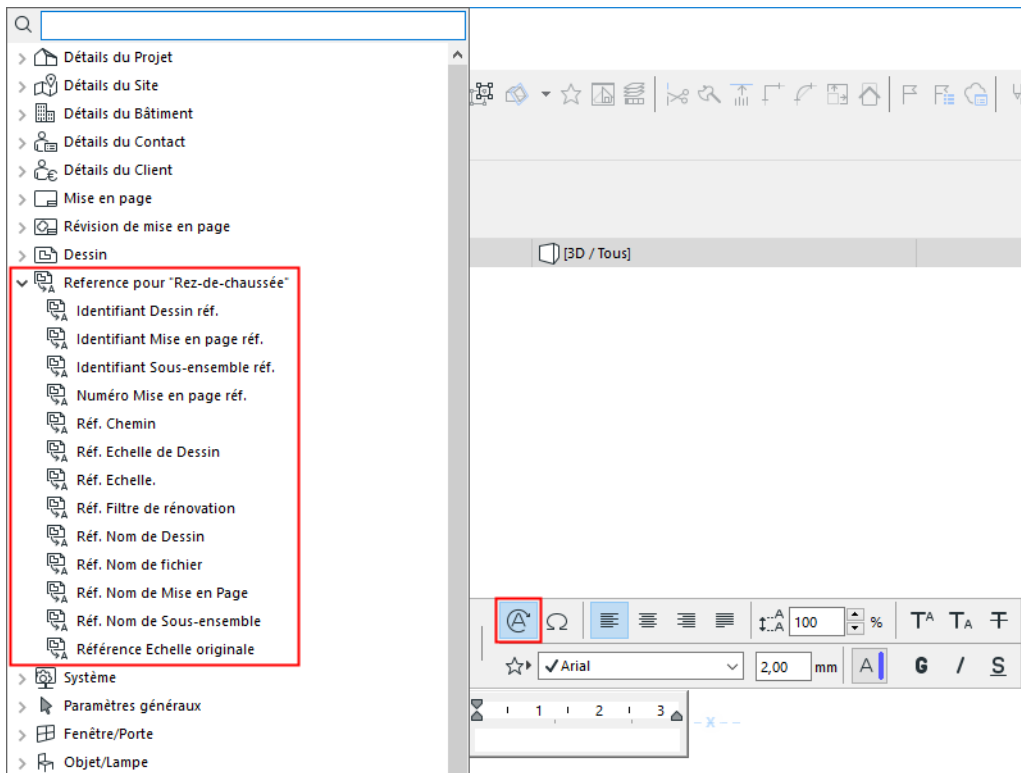 Détails du Projet
Détails du Site
Détails du Bâtiment
Détails du Contact
Détails du Client
Mise en page
Révision de mise en page
Dessin
Reference pour "Rez-de-chaussée"
Identifiant Dessin réf.
Identifiant Mise en page réf.
Identifiant Sous-ensemble réf.
Numéro Mise en page réf.
Réf. Chemin
Réf. Echelle de Dessin
Réf. Echelle.
Réf. Filtre de rénovation
Réf. Nom de Dessin
Réf. Nom de fichier
Réf. Nom de Mise en Page
Réf. Nom de Sous-ensemble
Référence Echelle originale
Système
Paramètres généraux
Fenêtre/Porte
Objet/Lampe
[3D / Tous]
100 %
Arial 2,00 mm A G I S
1 2 3